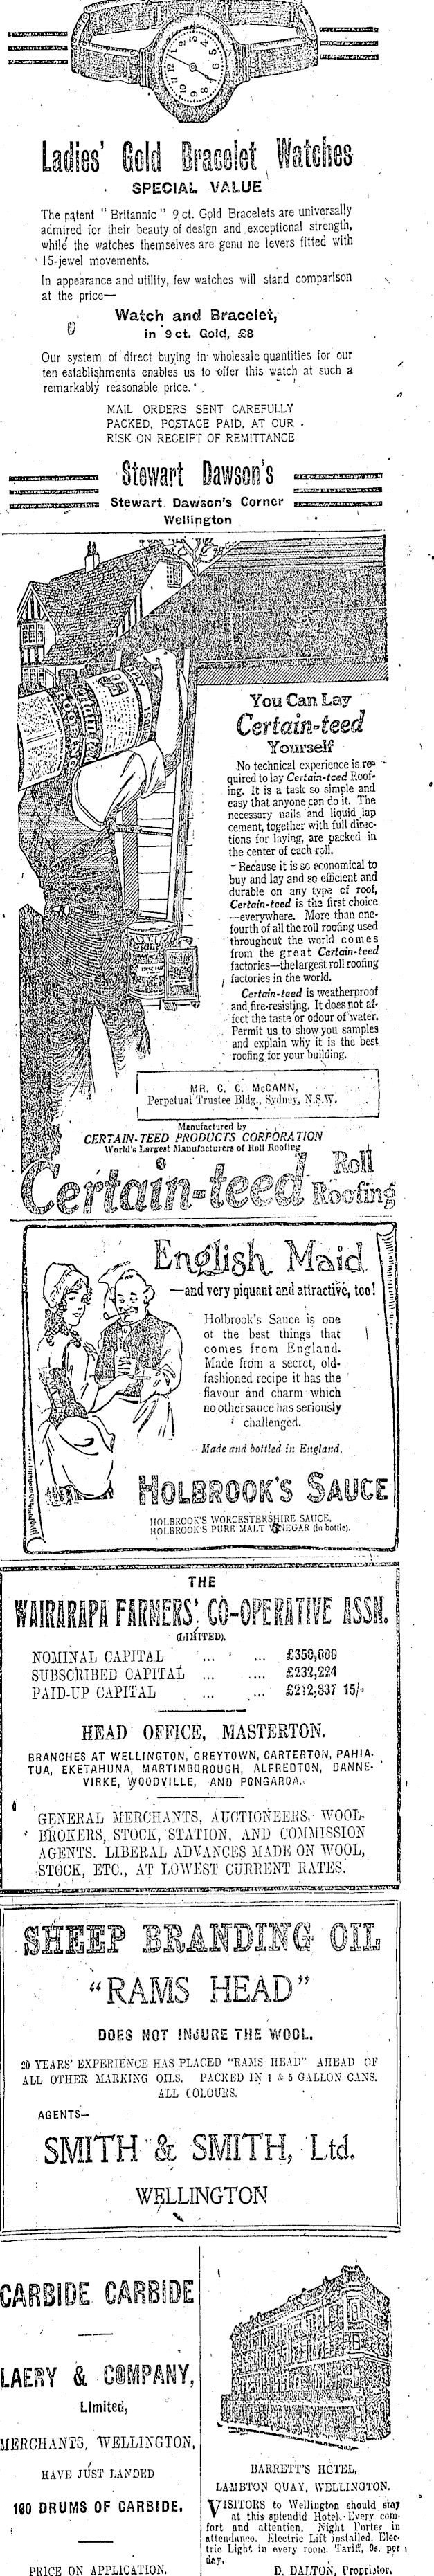 Ladies' Gold Bracelet Watches
SPECIAL VALUE
The patent "Britannic" 9 ct. Gold Bracelets are universally
admired for their beauty of design and exceptional strength,
while the watches themselves are genu ne levers fitted with
15-jewel movements.
In appearance and utility, few watches will stand comparison
at the price—
Watch and Bracelet,
in 9 ct. Gold, £8
Our system of direct buying in wholesale quantities for our
ten establishments enables us to offer this watch at such a
remarkably reasonable price.
MAIL ORDERS SENT CAREFULLY
PACKED, POSTAGE PAID, AT OUR
RISK ON RECEIPT OF REMITTANCE
Stewart Dawson's
Stewart Dawson's Corner
Wellington
You Can Lay
Certain-teed
Yourself
No technical experience is re-
quired to lay Certain-teed Roof-
ing. It is a task so simple and
easy that anyone can do it. The
necessary nails and liquid lap
cement, together with full direc-
tions for laying, are packed in
the center of each roll.
Because it is so economical to
buy and lay and so efficient and
durable on any type of roof,
Certain-teed is the first choice
—everywhere. More than one-
fourth of all the roll roofing used
throughout the world comes
from the great Certain-teed
factories—the largest roll roofing
factories in the world.
Certain-teed is weatherproof
and fire-resisting. It does not af-
fect the taste or odour of water.
Permit us to show you samples
and explain why it is the best
roofing for your building.
MR. C. C. McCANN,
Perpetual Trustee Bldg., Sydney, N.S.W.
Manufactured by
CERTAIN-TEED PRODUCTS CORPORATION
World's Largest Manufacturers of Roll Roofing
Certain-teed Roll
Roofing
English Maid
—and very piquant and attractive, too!
Holbrook's Sauce is one
of the best things that
comes from England.
Made from a secret, old-
fashioned recipe it has the
flavour and charm which
no other sauce has seriously
challenged.
Made and bottled in England.
HOLBROOK'S SAUCE
HOLBROOK'S WORCESTERSHIRE SAUCE.
HOLBROOK'S PURE MALT VINEGAR (in bottle).
THE
WAIRARAPA FARMERS' CO-OPERATIVE ASSN.
(LIMITED).
NOMINAL CAPITAL ... ... £350,000
SUBSCRIBED CAPITAL ... .... £232,224
PAID-UP CAPITAL ... ... £212,837 15/-
HEAD OFFICE, MASTERTON.
BRANCHES AT WELLINGTON, GREYTOWN, CARTERTON, PAHIA-
TUA, EKETAHUNA, MARTINBOROUGH, ALFREDTON, DANNE-
VIRKE, WOODVILLE, AND PONGAROA.
GENERAL MERCHANTS, AUCTIONEERS, WOOL-
BROKERS, STOCK, STATION, AND COMMISSION
AGENTS. LIBERAL ADVANCES MADE ON WOOL,
STOCK, ETC., AT LOWEST CURRENT RATES.
SHEEP BRANDING OIL
"RAMS HEAD"
DOES NOT INJURE THE WOOL.
20 YEARS' EXPERIENCE HAS PLACED "RAMS HEAD" AHEAD OF
ALL OTHER MARKING OILS. PACKED IN 1 & 5 GALLON CANS.
ALL COLOURS.
AGENTS—
SMITH & SMITH, Ltd.
WELLINGTON
CARBIDE CARBIDE
LAERY & COMPANY,
Limited,
MERCHANTS, WELLINGTON,
HAVE JUST LANDED
180 DRUMS OF CARBIDE.
PRICE ON APPLICATION.
BARRETT'S HOTEL,
LAMBTON QUAY, WELLINGTON.
VISITORS to Wellington should stay
at this splendid Hotel. Every com-
fort and attention. Night Porter in
attendance. Electric Lift installed. Elec-
tric Light in every room. Tariff, 9s. per
day.
D. DALTON, Proprietor.